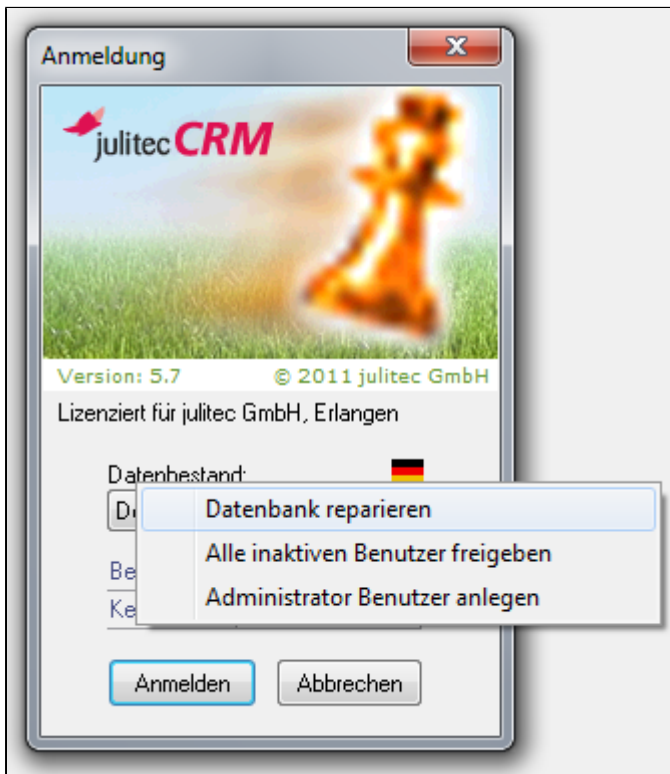 Anmeldung
julitec CRM
Version: 5.7 © 2011 julitec GmbH
Lizenziert für julitec GmbH, Erlangen
Datenbestand:
Datenbank reparieren
Alle inaktiven Benutzer freigeben
Administrator Benutzer anlegen
Anmelden Abbrechen